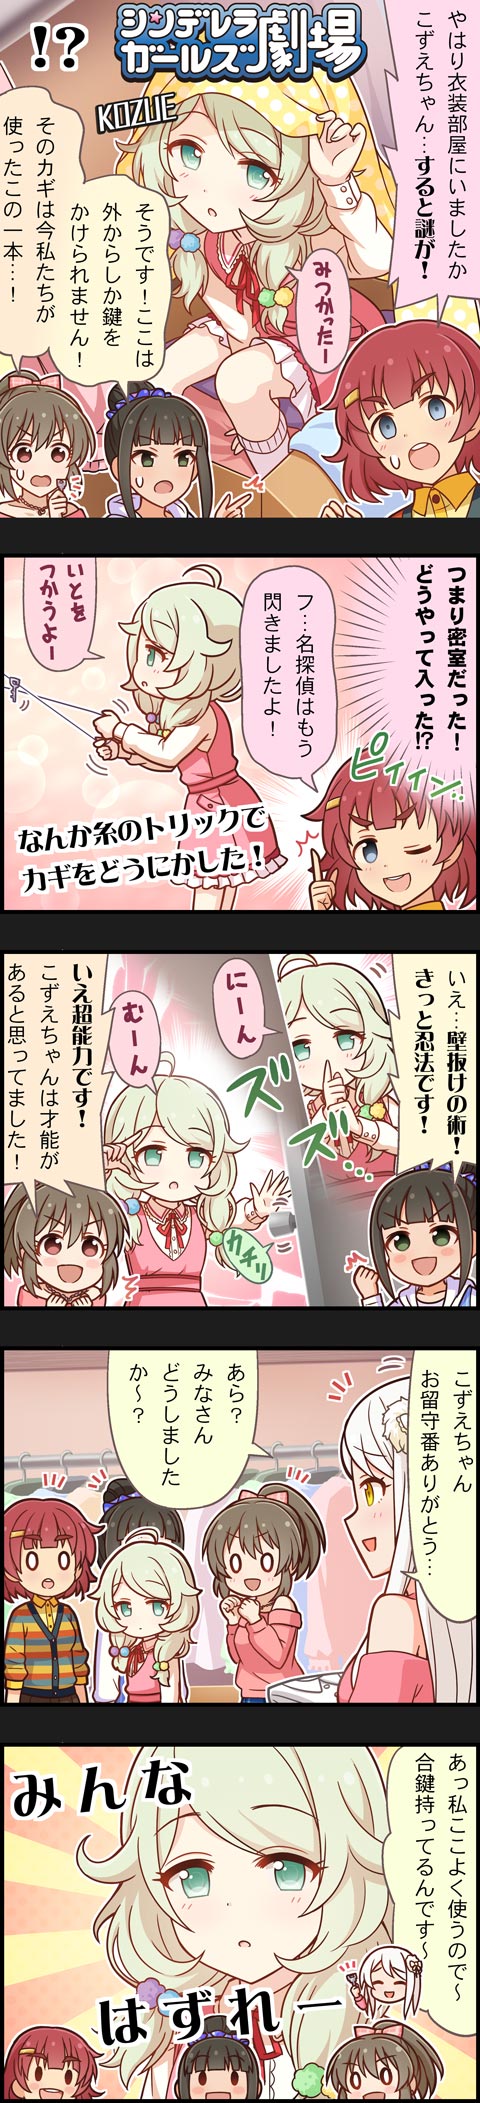 シンデレラ
ガールズ劇場
やはり衣装部屋にいましたか
こずえちゃん…すると謎が！
!?
KOZUE
みつかったー
そうです！ここは
外からしか鍵を
かけられません！
そのカギは今私たちが
使ったこの一本…！
つまり密室だった！
どうやって入った!?
フ…名探偵はもう
閃きましたよ！
ピィィン…
いとを
つかうよー
なんか糸のトリックで
カギをどうにかした！
いえ…壁抜けの術！
きっと忍法です！
にーん
ズズ…
むーん
カチッ
いえ超能力です！
こずえちゃんは才能が
あると思ってました！
こずえちゃん
お留守番ありがとう…
あら？
みなさん
どうしました
か～？
あっ私ここよく使うので～
合鍵持ってるんです～
みんな
はずれー